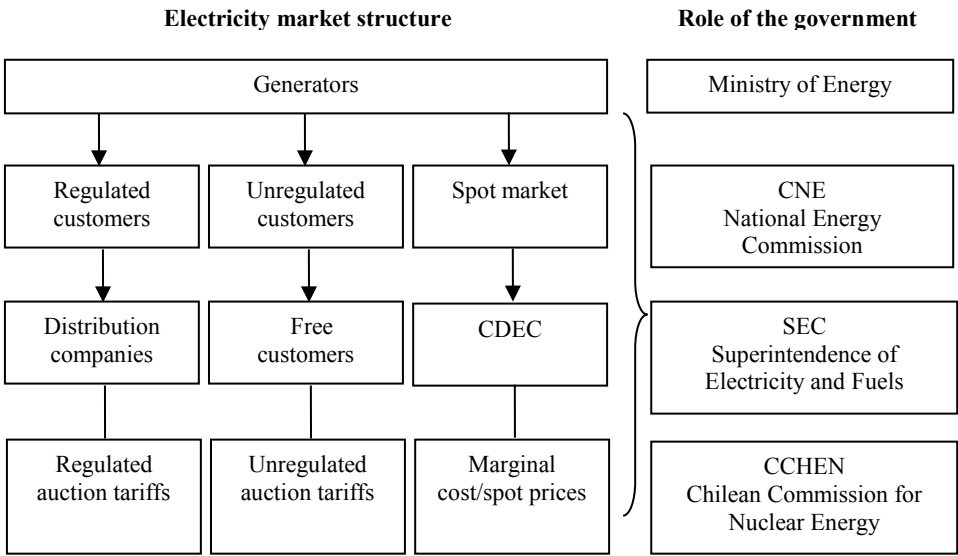 Electricity market structure
Role of the government
Generators
Ministry of Energy
Regulated
customers
Unregulated
customers
Spot market
CNE
National Energy
Commission
Distribution
companies
Free
customers
CDEC
SEC
Superintendence of
Electricity and Fuels
Regulated
auction tariffs
Unregulated
auction tariffs
Marginal
cost/spot prices
CCHEN
Chilean Commission for
Nuclear Energy